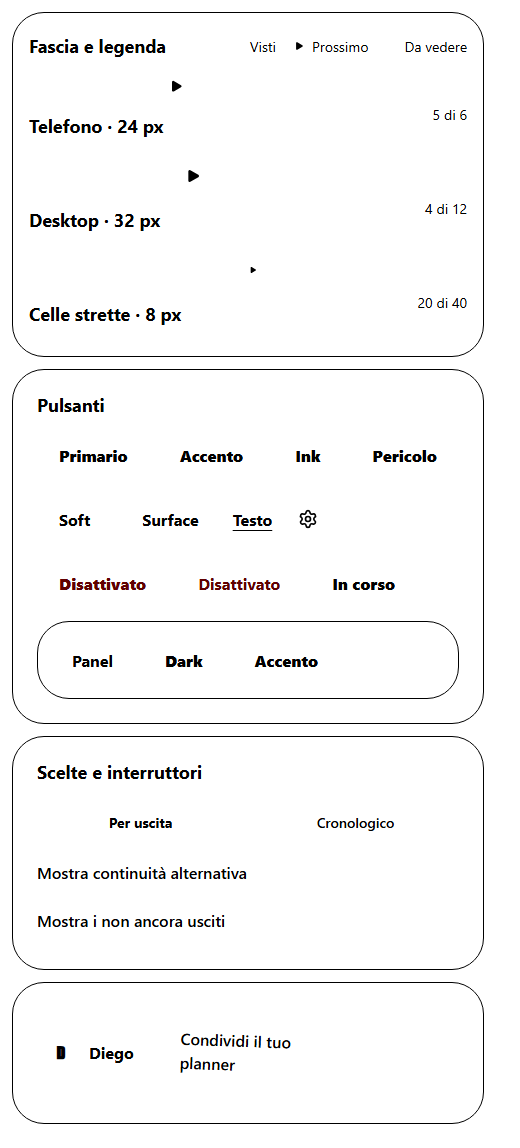 Fascia e legenda
Visti
Prossimo
Da vedere
5 di 6
Telefono · 24 px
4 di 12
Desktop · 32 px
20 di 40
Celle strette · 8 px
Pulsanti
Primario
Accento
Ink
Pericolo
Soft
Surface
Testo
Disattivato
Disattivato
In corso
Panel
Dark
Accento
Scelte e interruttori
Per uscita
Cronologico
Mostra continuità alternativa
Mostra i non ancora usciti
D
Diego
Condividi il tuo
planner